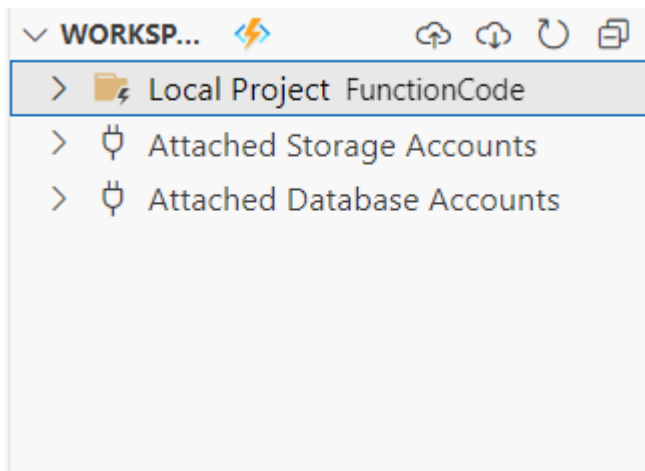 WORKSP...
Local Project FunctionCode
Attached Storage Accounts
Attached Database Accounts